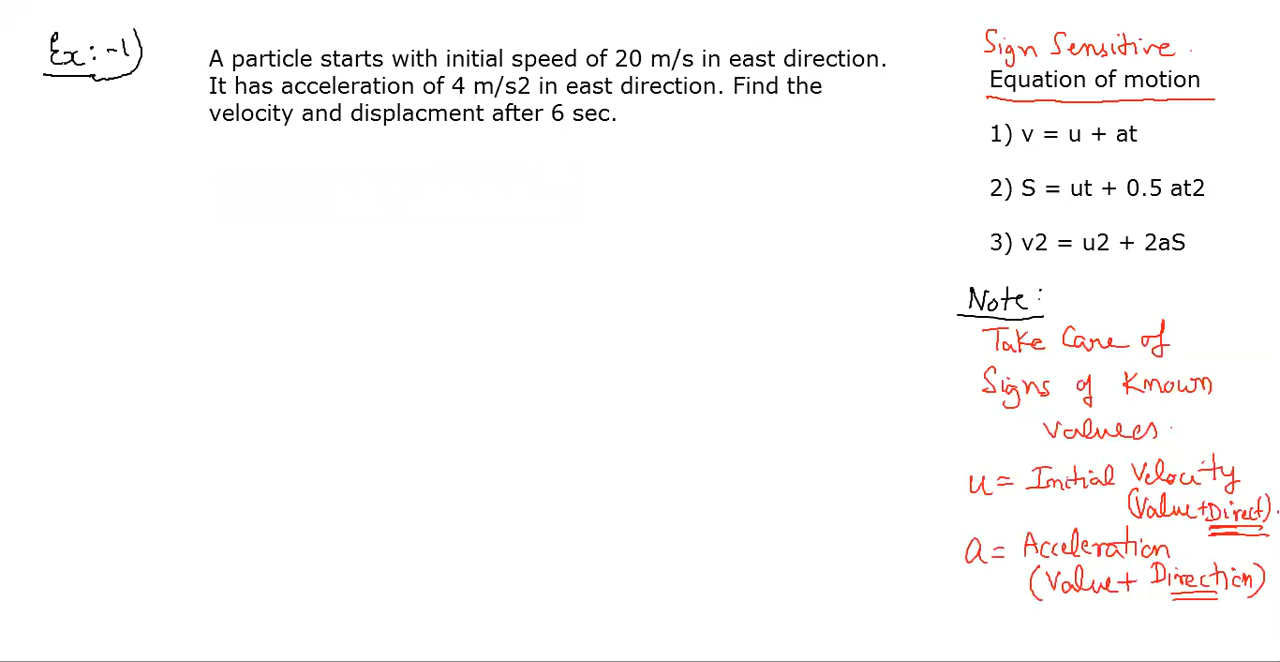 Ex: -1)
A particle starts with initial speed of 20 m/s in east direction.
It has acceleration of 4 m/s2 in east direction. Find the
velocity and displacment after 6 sec.
Sign Sensitive
Equation of motion
1) v = u + at
2) S = ut + 0.5 at2
3) v2 = u2 + 2aS
Note:
Take Care of
Signs of Known
Valuees.
u = Initial Velocity
(Value+Direct).
a = Acceleration
(Value+ Direction)